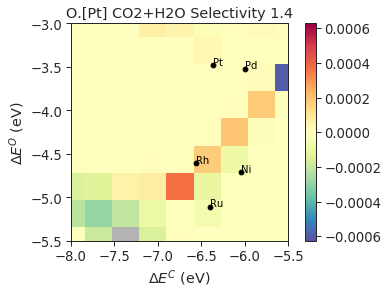 O.[Pt] CO2+H2O Selectivity 1.4
−3.0
−3.5
−4.0
−4.5
−5.0
−5.5
ΔE^O (eV)
Pt
Pd
Rh
Ni
Ru
−8.0 −7.5 −7.0 −6.5 −6.0 −5.5
ΔE^C (eV)
0.0006
0.0004
0.0002
0.0000
−0.0002
−0.0004
−0.0006